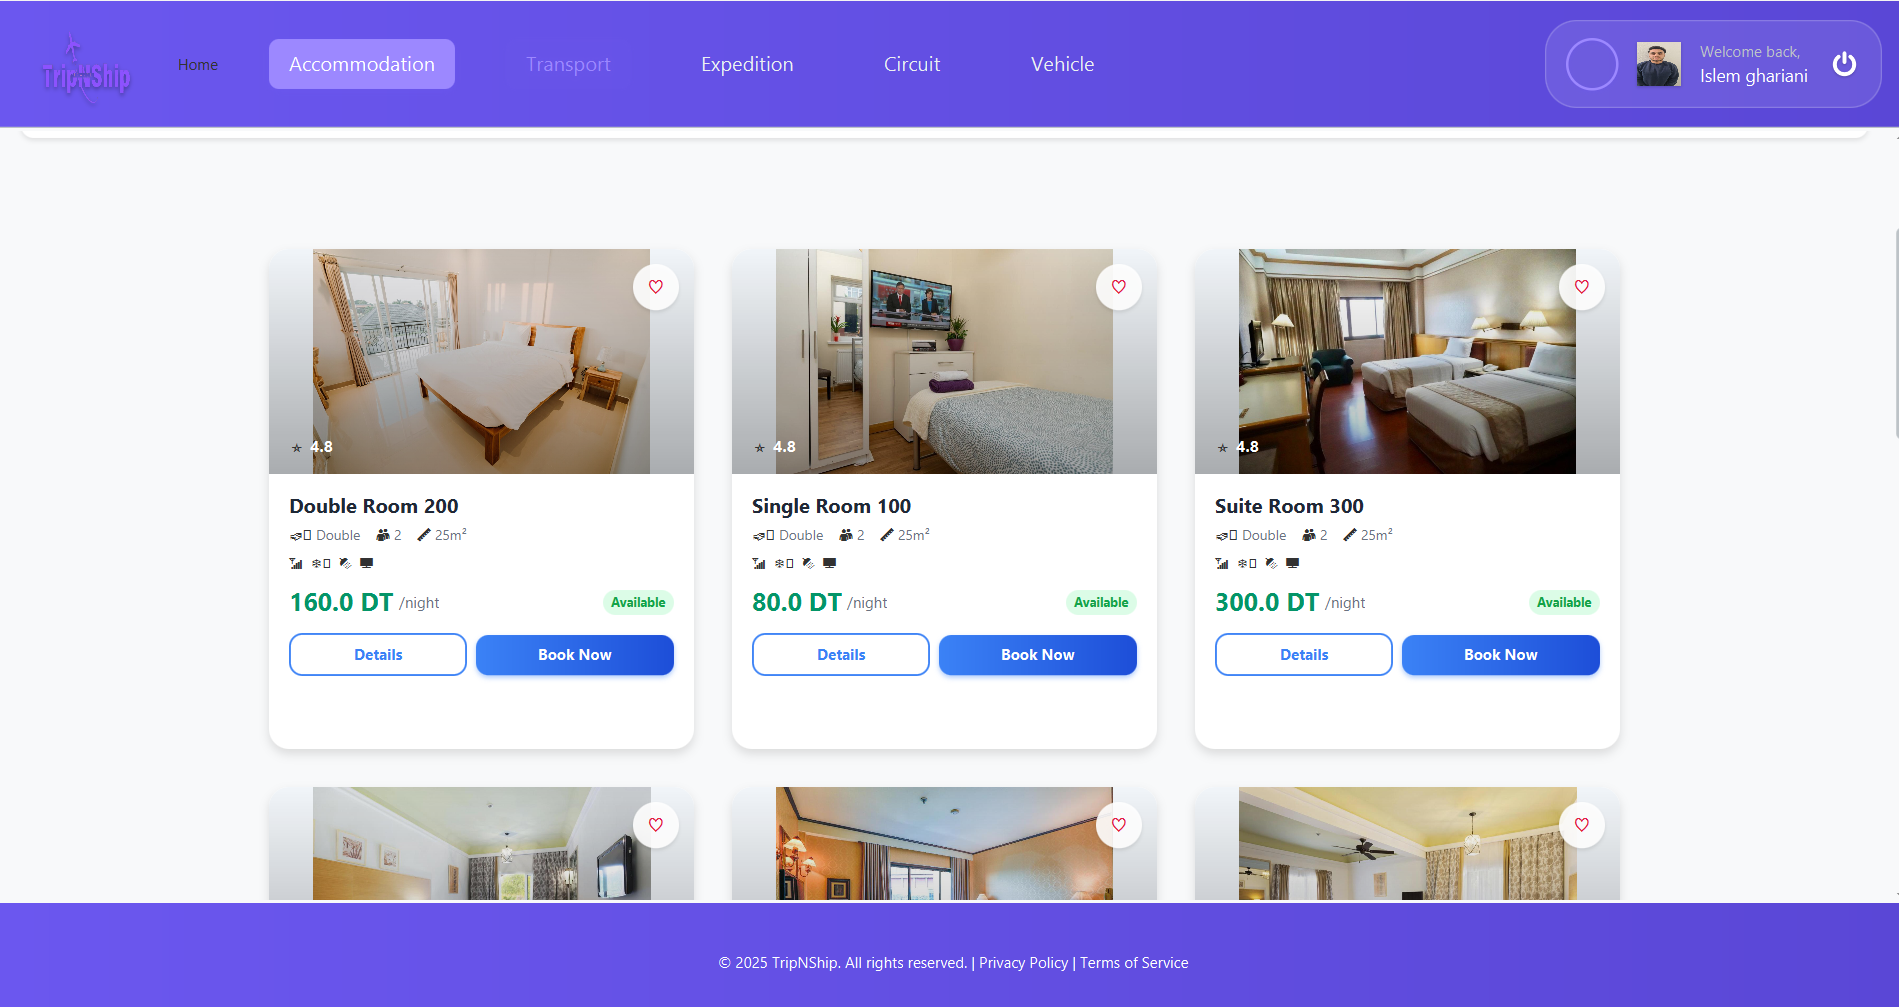 TripNShip
Home
Accommodation
Transport
Expedition
Circuit
Vehicle
Welcome back,
Islem ghariani
4.8
4.8
4.8
Double Room 200
Double 2 25m²
160.0 DT /night
Available
Details
Book Now
Single Room 100
Double 2 25m²
80.0 DT /night
Available
Details
Book Now
Suite Room 300
Double 2 25m²
300.0 DT /night
Available
Details
Book Now
© 2025 TripNShip. All rights reserved. | Privacy Policy | Terms of Service